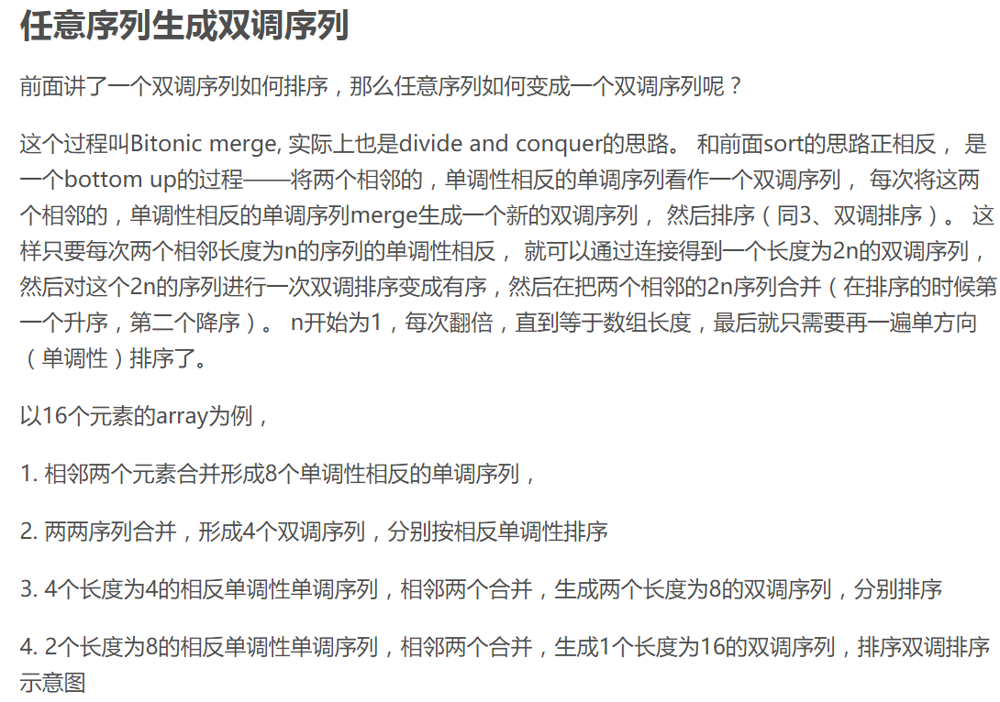 任意序列生成双调序列
前面讲了一个双调序列如何排序，那么任意序列如何变成一个双调序列呢？
这个过程叫Bitonic merge, 实际上也是divide and conquer的思路。 和前面sort的思路正相反， 是
一个bottom up的过程——将两个相邻的，单调性相反的单调序列看作一个双调序列， 每次将这两
个相邻的，单调性相反的单调序列merge生成一个新的双调序列， 然后排序（同3、双调排序）。 这
样只要每次两个相邻长度为n的序列的单调性相反， 就可以通过连接得到一个长度为2n的双调序列，
然后对这个2n的序列进行一次双调排序变成有序，然后在把两个相邻的2n序列合并（在排序的时候第
一个升序，第二个降序）。 n开始为1，每次翻倍，直到等于数组长度，最后就只需要再一遍单方向
（单调性）排序了。
以16个元素的array为例，
1. 相邻两个元素合并形成8个单调性相反的单调序列，
2. 两两序列合并，形成4个双调序列，分别按相反单调性排序
3. 4个长度为4的相反单调性单调序列，相邻两个合并，生成两个长度为8的双调序列，分别排序
4. 2个长度为8的相反单调性单调序列，相邻两个合并，生成1个长度为16的双调序列，排序双调排序
示意图